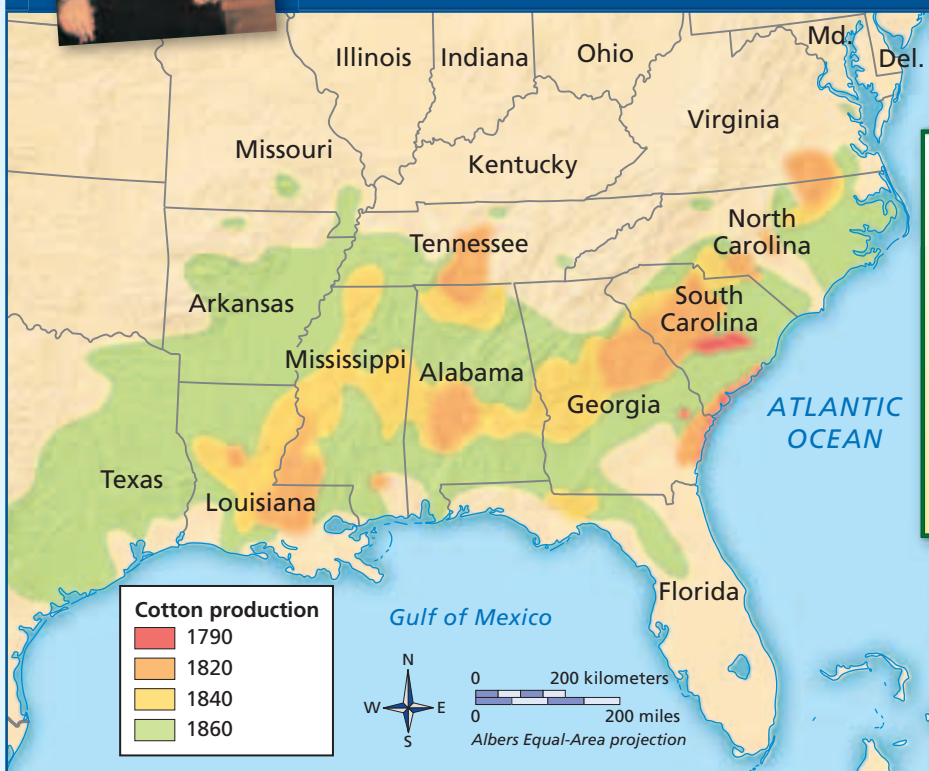 Illinois
Indiana
Ohio
Md.
Del.
Virginia
Missouri
Kentucky
North
Carolina
Tennessee
Arkansas
South
Carolina
Mississippi
Alabama
Georgia
ATLANTIC
OCEAN
Texas
Louisiana
Florida
Gulf of Mexico
Cotton production
1790
1820
1840
1860
N
W
E
S
0
200 kilometers
0
200 miles
Albers Equal-Area projection